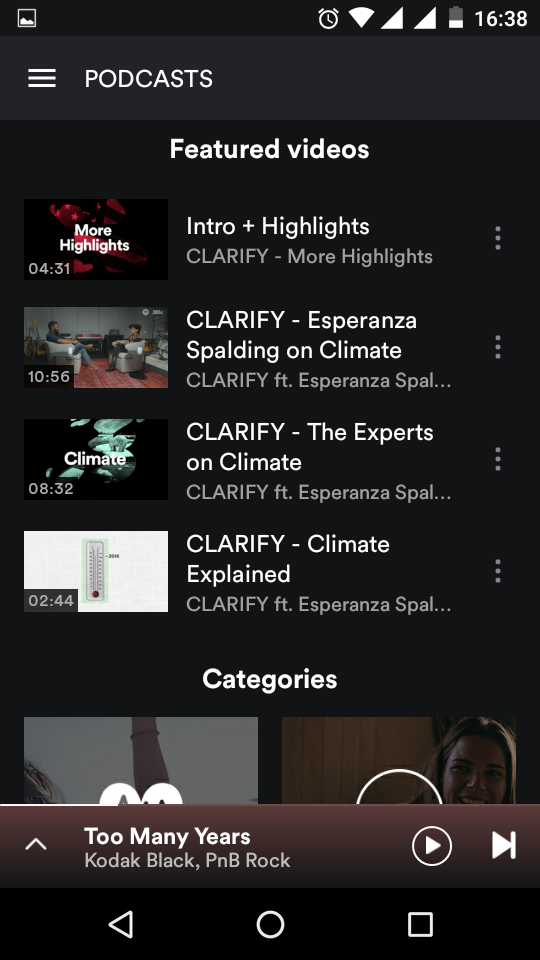 16:38
PODCASTS
Featured videos
More
Highlights
04:31
Intro + Highlights
CLARIFY - More Highlights
10:56
CLARIFY - Esperanza
Spalding on Climate
CLARIFY ft. Esperanza Spal...
Climate
08:32
CLARIFY - The Experts
on Climate
CLARIFY ft. Esperanza Spal...
2016
02:44
CLARIFY - Climate
Explained
CLARIFY ft. Esperanza Spal...
Categories
Too Many Years
Kodak Black, PnB Rock